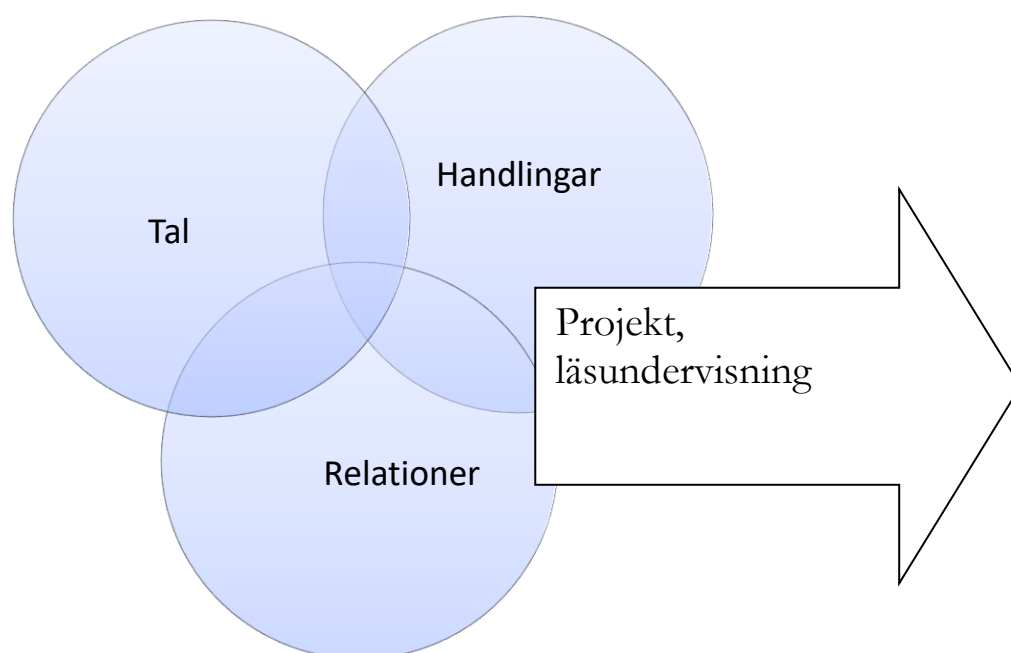 Handlingar
Tal
Projekt,
läsundervisning
Relationer